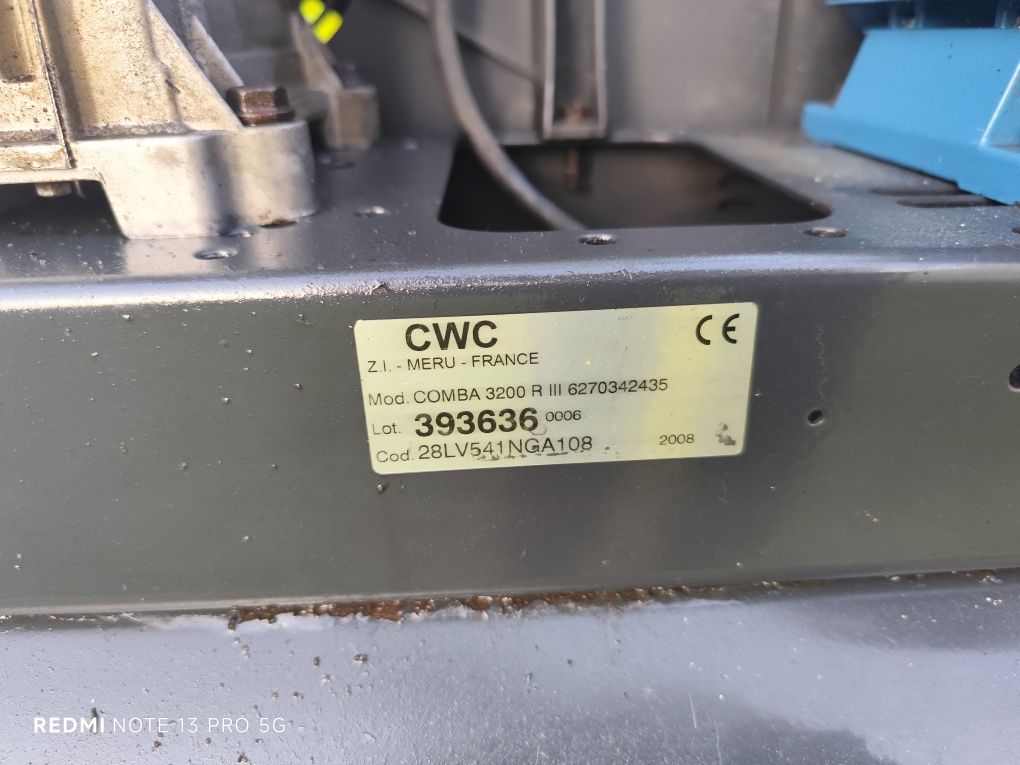 CWC CE
Z.I. - MERU - FRANCE
Mod. COMBA 3200 R III 6270342435
Lot. 393636 0006
Cod. 28LV541NGA108 2008
REDMI NOTE 13 PRO 5G